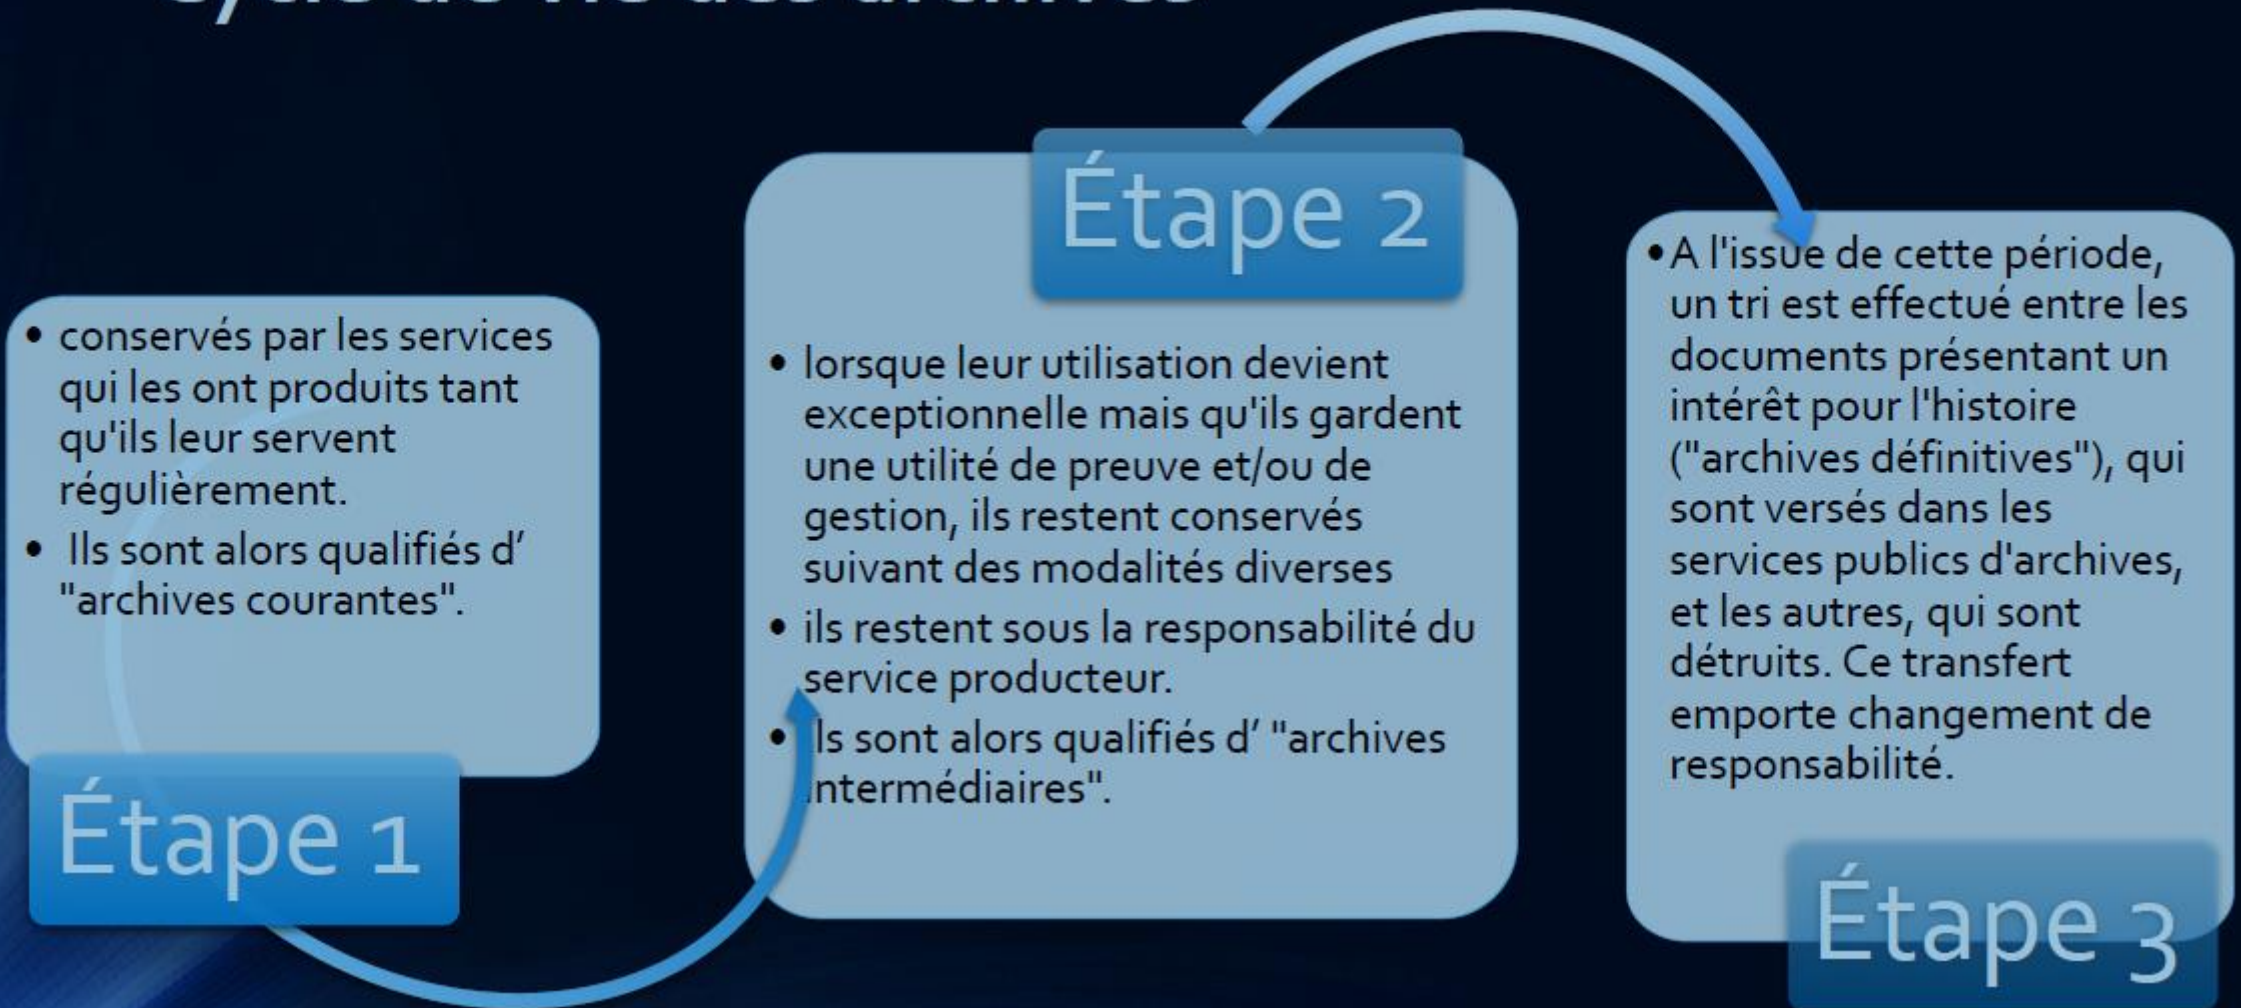 Cycle de vie des archives
• conservés par les services
qui les ont produits tant
qu'ils leur servent
régulièrement.
• Ils sont alors qualifiés d’
"archives courantes".
Étape 1
Étape 2
• lorsque leur utilisation devient
exceptionnelle mais qu'ils gardent
une utilité de preuve et/ou de
gestion, ils restent conservés
suivant des modalités diverses
• ils restent sous la responsabilité du
service producteur.
• Ils sont alors qualifiés d’ "archives
intermédiaires".
• A l'issue de cette période,
un tri est effectué entre les
documents présentant un
intérêt pour l'histoire
("archives définitives"), qui
sont versés dans les
services publics d'archives,
et les autres, qui sont
détruits. Ce transfert
emporte changement de
responsabilité.
Étape 3